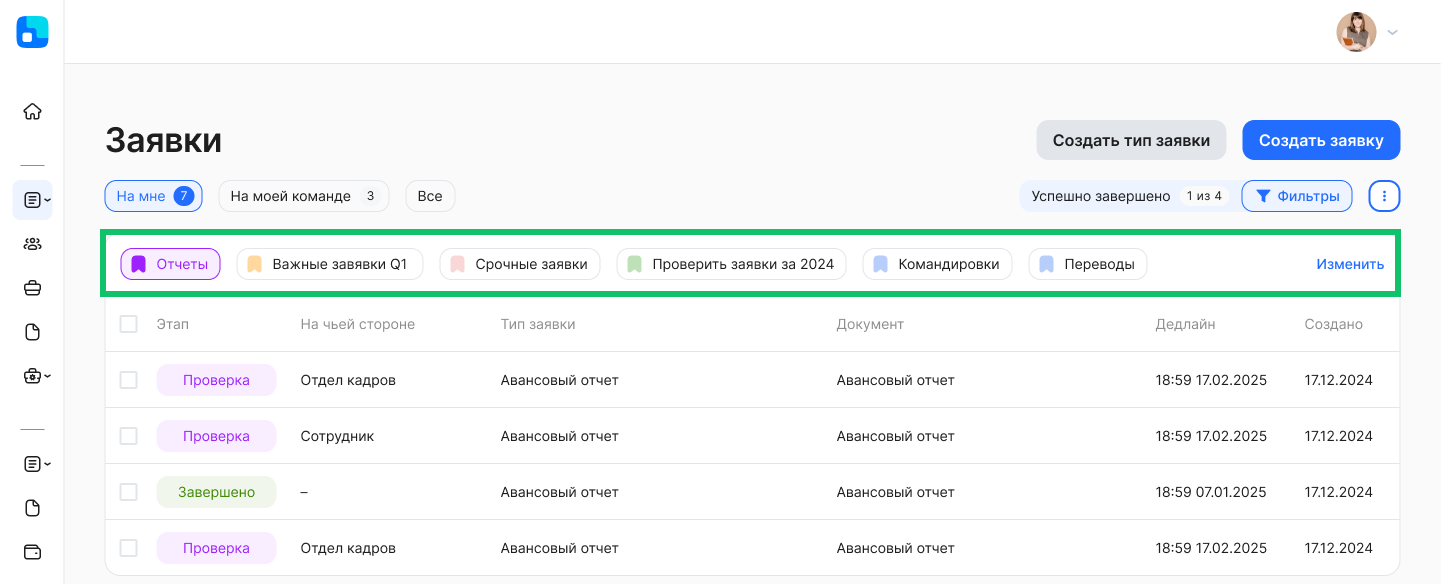 Заявки
Создать тип заявки
Создать заявку
На мне 7
На моей команде 3
Все
Успешно завершено 1 из 4
Фильтры
Отчеты
Важные завявки Q1
Срочные заявки
Проверить заявки за 2024
Командировки
Переводы
Изменить
Этап На чьей стороне Тип заявки Документ Дедлайн Создано
Проверка Отдел кадров Авансовый отчет Авансовый отчет 18:59 17.02.2025 17.12.2024
Проверка Сотрудник Авансовый отчет Авансовый отчет 18:59 17.02.2025 17.12.2024
Завершено – Авансовый отчет Авансовый отчет 18:59 07.01.2025 17.12.2024
Проверка Отдел кадров Авансовый отчет Авансовый отчет 18:59 17.02.2025 17.12.2024